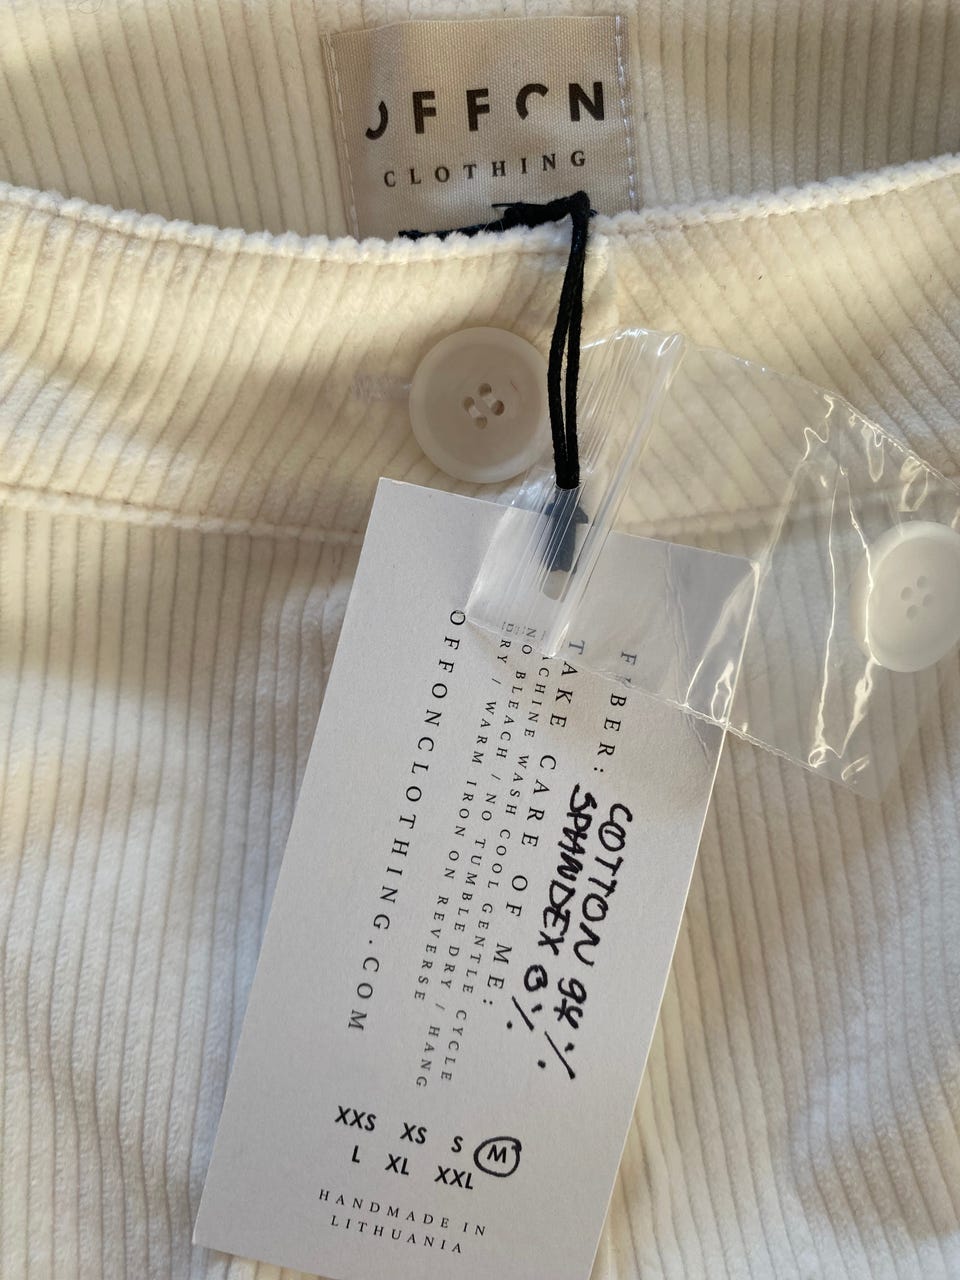 OFFON
CLOTHING
FIBER: COTTON 94%
SPANDEX 6%
TAKE CARE OF ME:
MACHINE WASH COOL GENTLE CYCLE
NO BLEACH / NO TUMBLE DRY / HANG
DRY / WARM IRON ON REVERSE
OFFONCLOTHING.COM
XXS XS S M
L XL XXL
HANDMADE IN
LITHUANIA